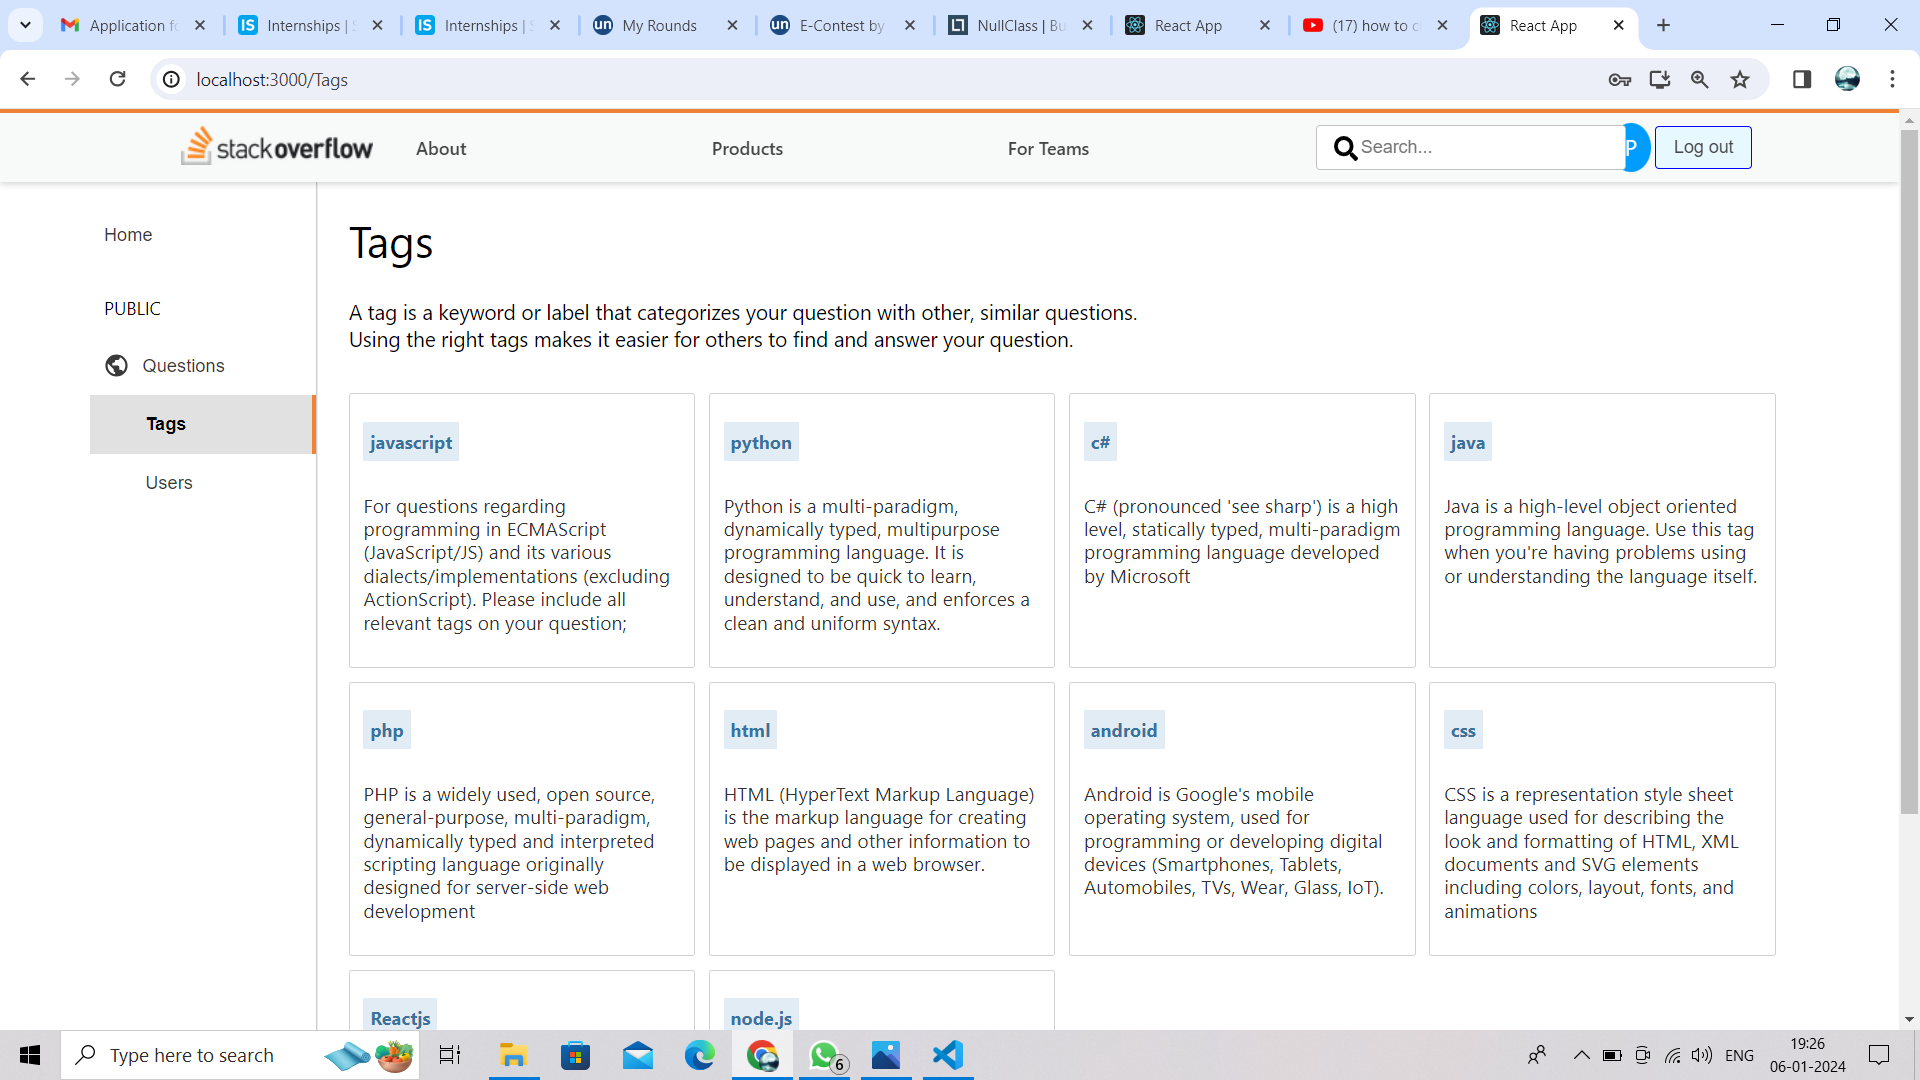 Application fo
IS Internships | S
IS Internships | S
un My Rounds
un E-Contest by
NullClass | Bu
React App
(17) how to c
React App
localhost:3000/Tags
stackoverflow
About
Products
For Teams
Search...
P
Log out
Home
PUBLIC
Questions
Tags
Users
Tags
A tag is a keyword or label that categorizes your question with other, similar questions.
Using the right tags makes it easier for others to find and answer your question.
javascript
For questions regarding
programming in ECMAScript
(JavaScript/JS) and its various
dialects/implementations (excluding
ActionScript). Please include all
relevant tags on your question;
python
Python is a multi-paradigm,
dynamically typed, multipurpose
programming language. It is
designed to be quick to learn,
understand, and use, and enforces a
clean and uniform syntax.
c#
C# (pronounced 'see sharp') is a high
level, statically typed, multi-paradigm
programming language developed
by Microsoft
java
Java is a high-level object oriented
programming language. Use this tag
when you're having problems using
or understanding the language itself.
php
PHP is a widely used, open source,
general-purpose, multi-paradigm,
dynamically typed and interpreted
scripting language originally
designed for server-side web
development
html
HTML (HyperText Markup Language)
is the markup language for creating
web pages and other information to
be displayed in a web browser.
android
Android is Google's mobile
operating system, used for
programming or developing digital
devices (Smartphones, Tablets,
Automobiles, TVs, Wear, Glass, IoT).
css
CSS is a representation style sheet
language used for describing the
look and formatting of HTML, XML
documents and SVG elements
including colors, layout, fonts, and
animations
Reactjs
node.js
Type here to search
6
ENG
19:26
06-01-2024